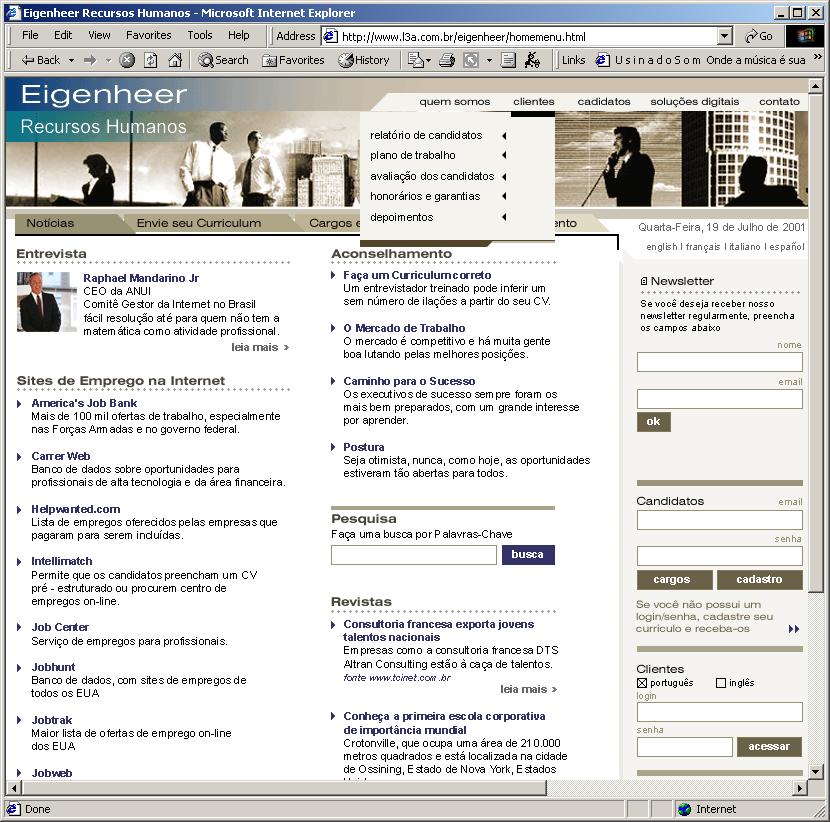 Eigenheer Recursos Humanos - Microsoft Internet Explorer
File Edit View Favorites Tools Help Address http://www.l3a.com.br/eigenheer/homemenu.html Go
Back Search Favorites History Links UsinadoSom Onde a música é sua
Eigenheer
Recursos Humanos
quem somos clientes cadidatos soluções digitais contato
relatório de candidatos
plano de trabalho
avaliação dos candidatos
honorários e garantias
depoimentos
Notícias Envie seu Curriculum Cargos e
Quarta-Feira, 19 de Julho de 2001
english | français | italiano | español
Entrevista
Raphael Mandarino Jr
CEO da ANUI
Comitê Gestor da Internet no Brasil
fácil resolução até para quem não tem a
matemática como atividade profissional.
leia mais >
Sites de Emprego na Internet
America's Job Bank
Mais de 100 mil ofertas de trabalho, especialmente
nas Forças Armadas e no governo federal.
Carrer Web
Banco de dados sobre oportunidades para
profissionais de alta tecnologia e da área financeira.
Helpwanted.com
Lista de empregos oferecidos pelas empresas que
pagaram para serem incluídas.
Intellimatch
Permite que os candidatos preencham um CV
pré - estruturado ou procurem centro de
empregos on-line.
Job Center
Serviço de empregos para profissionais.
Jobhunt
Banco de dados, com sites de empregos de
todos os EUA
Jobtrak
Maior lista de ofertas de emprego on-line
dos EUA
Jobweb
Aconselhamento
Faça um Curriculum correto
Um entrevistador treinado pode inferir um
sem número de ilações a partir do seu CV.
O Mercado de Trabalho
O mercado é competitivo e há muita gente
boa lutando pelas melhores posições.
Caminho para o Sucesso
Os executivos de sucesso sempre foram os
mais bem preparados, com um grande interesse
por aprender.
Postura
Seja otimista, nunca, como hoje, as oportunidades
estiveram tão abertas para todos.
Pesquisa
Faça uma busca por Palavras-Chave
busca
Revistas
Consultoria francesa exporta jovens
talentos nacionais
Empresas como a consultoria francesa DTS
Altran Consulting estão à caça de talentos.
fonte www.tcinet.com.br
leia mais >
Conheça a primeira escola corporativa
de importância mundial
Crotonville, que ocupa uma área de 210.000
metros quadrados e está localizada na cidade
de Ossining, Estado de Nova York, Estados
Newsletter
Se você deseja receber nosso
newsletter regularmente, preencha
os campos abaixo
nome
email
ok
Candidatos email
senha
cargos cadastro
Se você não possui um
login/senha, cadastre seu
currículo e receba-os
Clientes
português inglês
login
senha
acessar
Done Internet